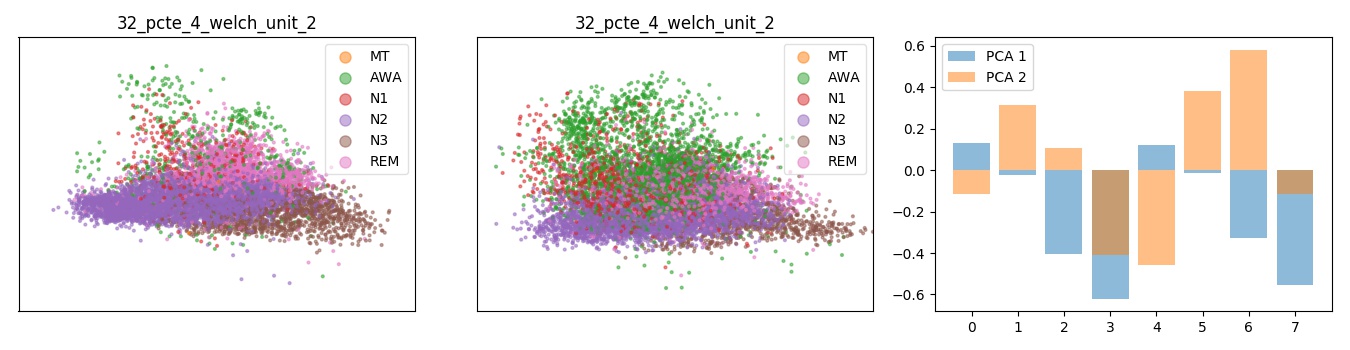 32_pcte_4_welch_unit_2
MT
AWA
N1
N2
N3
REM
32_pcte_4_welch_unit_2
MT
AWA
N1
N2
N3
REM
PCA 1
PCA 2
0.6
0.4
0.2
0.0
−0.2
−0.4
−0.6
0 1 2 3 4 5 6 7